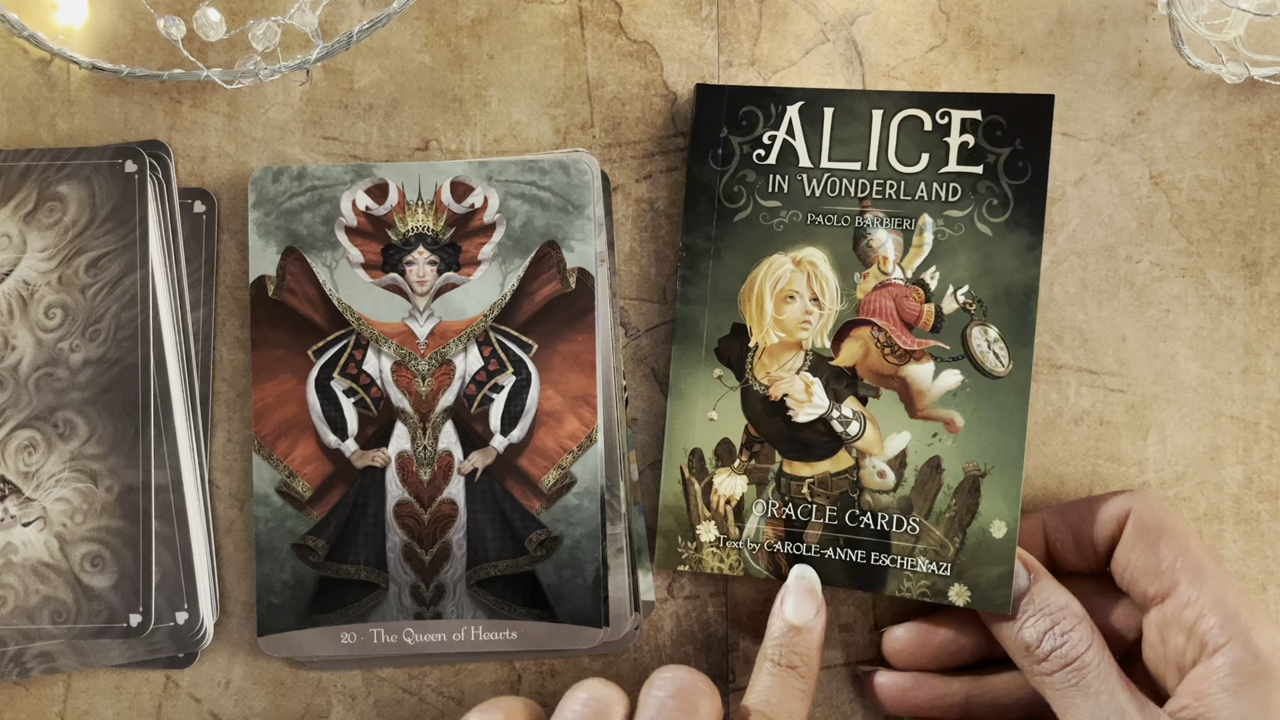 20 · The Queen of Hearts
ALICE
IN WONDERLAND
PAOLO BARBIERI
ORACLE CARDS
Text by CAROLE-ANNE ESCHENAZI